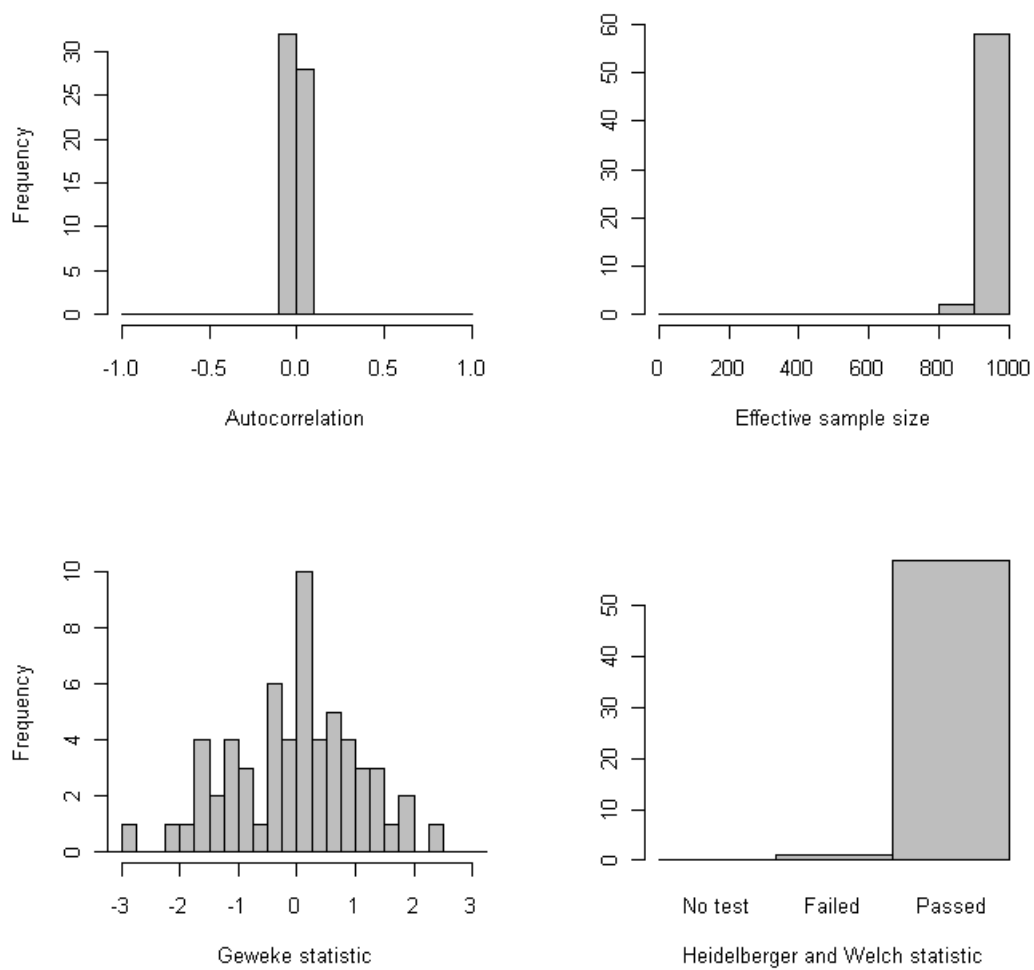 Frequency
0 5 10 15 20 25 30
-1.0 -0.5 0.0 0.5 1.0
Autocorrelation
0 10 20 30 40 50 60
0 200 400 600 800 1000
Effective sample size
Frequency
0 2 4 6 8 10
-3 -2 -1 0 1 2 3
Geweke statistic
0 10 20 30 40 50
No test Failed Passed
Heidelberger and Welch statistic